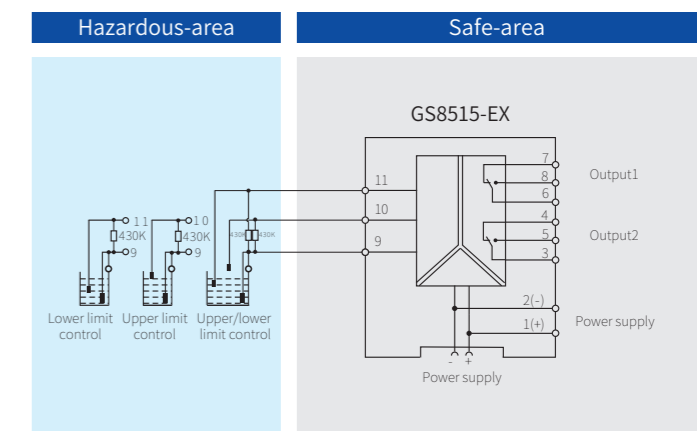 Hazardous-area
Safe-area
GS8515-EX
7
11
8
Output1
6
10
4
11
10
430K
430K
430K
430K
9
5
Output2
9
9
3
2(-)
Lower limit
control
Upper limit
control
Upper/lower
limit control
1(+)
Power supply
- +
Power supply